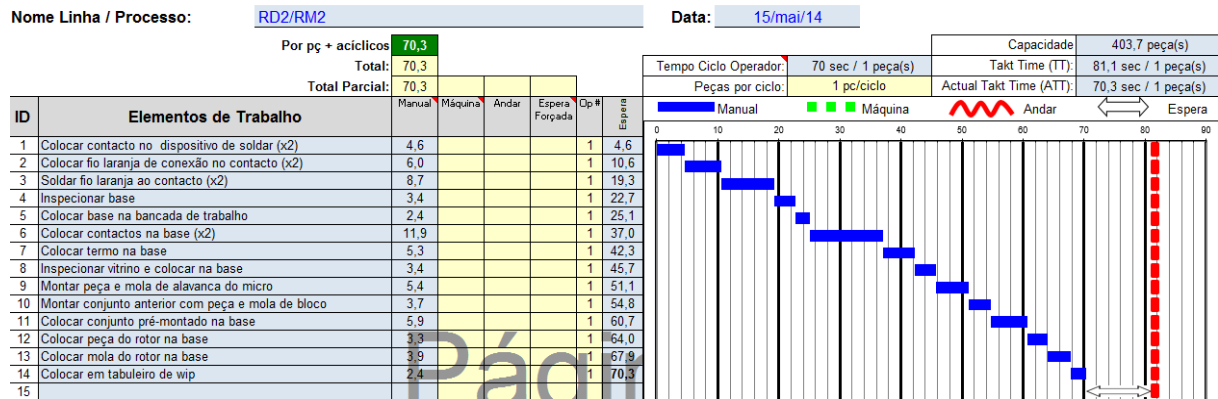 Nome Linha / Processo: RD2/RM2 Data: 15/mai/14
Por pç + acíclicos 70,3 Capacidade 403,7 peça(s)
Total: 70,3 Tempo Ciclo Operador: 70 sec / 1 peça(s) Takt Time (TT): 81,1 sec / 1 peça(s)
Total Parcial: 70,3 Peças por ciclo: 1 pc/ciclo Actual Takt Time (ATT): 70,3 sec / 1 peça(s)
ID Elementos de Trabalho Manual Máquina Andar Espera Forçada Op # Espera Manual Máquina Andar Espera
0 10 20 30 40 50 60 70 80 90
1 Colocar contacto no dispositivo de soldar (x2) 4,6 1 4,6
2 Colocar fio laranja de conexão no contacto (x2) 6,0 1 10,6
3 Soldar fio laranja ao contacto (x2) 8,7 1 19,3
4 Inspecionar base 3,4 1 22,7
5 Colocar base na bancada de trabalho 2,4 1 25,1
6 Colocar contactos na base (x2) 11,9 1 37,0
7 Colocar termo na base 5,3 1 42,3
8 Inspecionar vitrino e colocar na base 3,4 1 45,7
9 Montar peça e mola de alavanca do micro 5,4 1 51,1
10 Montar conjunto anterior com peça e mola de bloco 3,7 1 54,8
11 Colocar conjunto pré-montado na base 5,9 1 60,7
12 Colocar peça do rotor na base 3,3 1 64,0
13 Colocar mola do rotor na base 3,9 1 67,9
14 Colocar em tabuleiro de wip 2,4 1 70,3
15